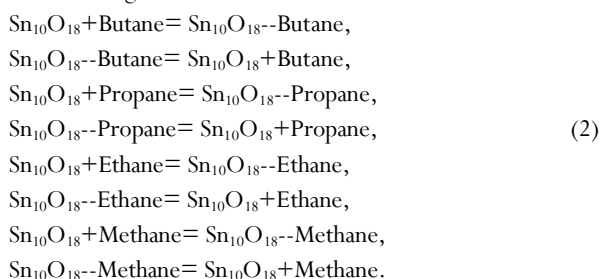 Sn₁₀O₁₈+Butane= Sn₁₀O₁₈--Butane,
Sn₁₀O₁₈--Butane= Sn₁₀O₁₈+Butane,
Sn₁₀O₁₈+Propane= Sn₁₀O₁₈--Propane,
Sn₁₀O₁₈--Propane= Sn₁₀O₁₈+Propane, (2)
Sn₁₀O₁₈+Ethane= Sn₁₀O₁₈--Ethane,
Sn₁₀O₁₈--Ethane= Sn₁₀O₁₈+Ethane,
Sn₁₀O₁₈+Methane= Sn₁₀O₁₈--Methane,
Sn₁₀O₁₈--Methane= Sn₁₀O₁₈+Methane.